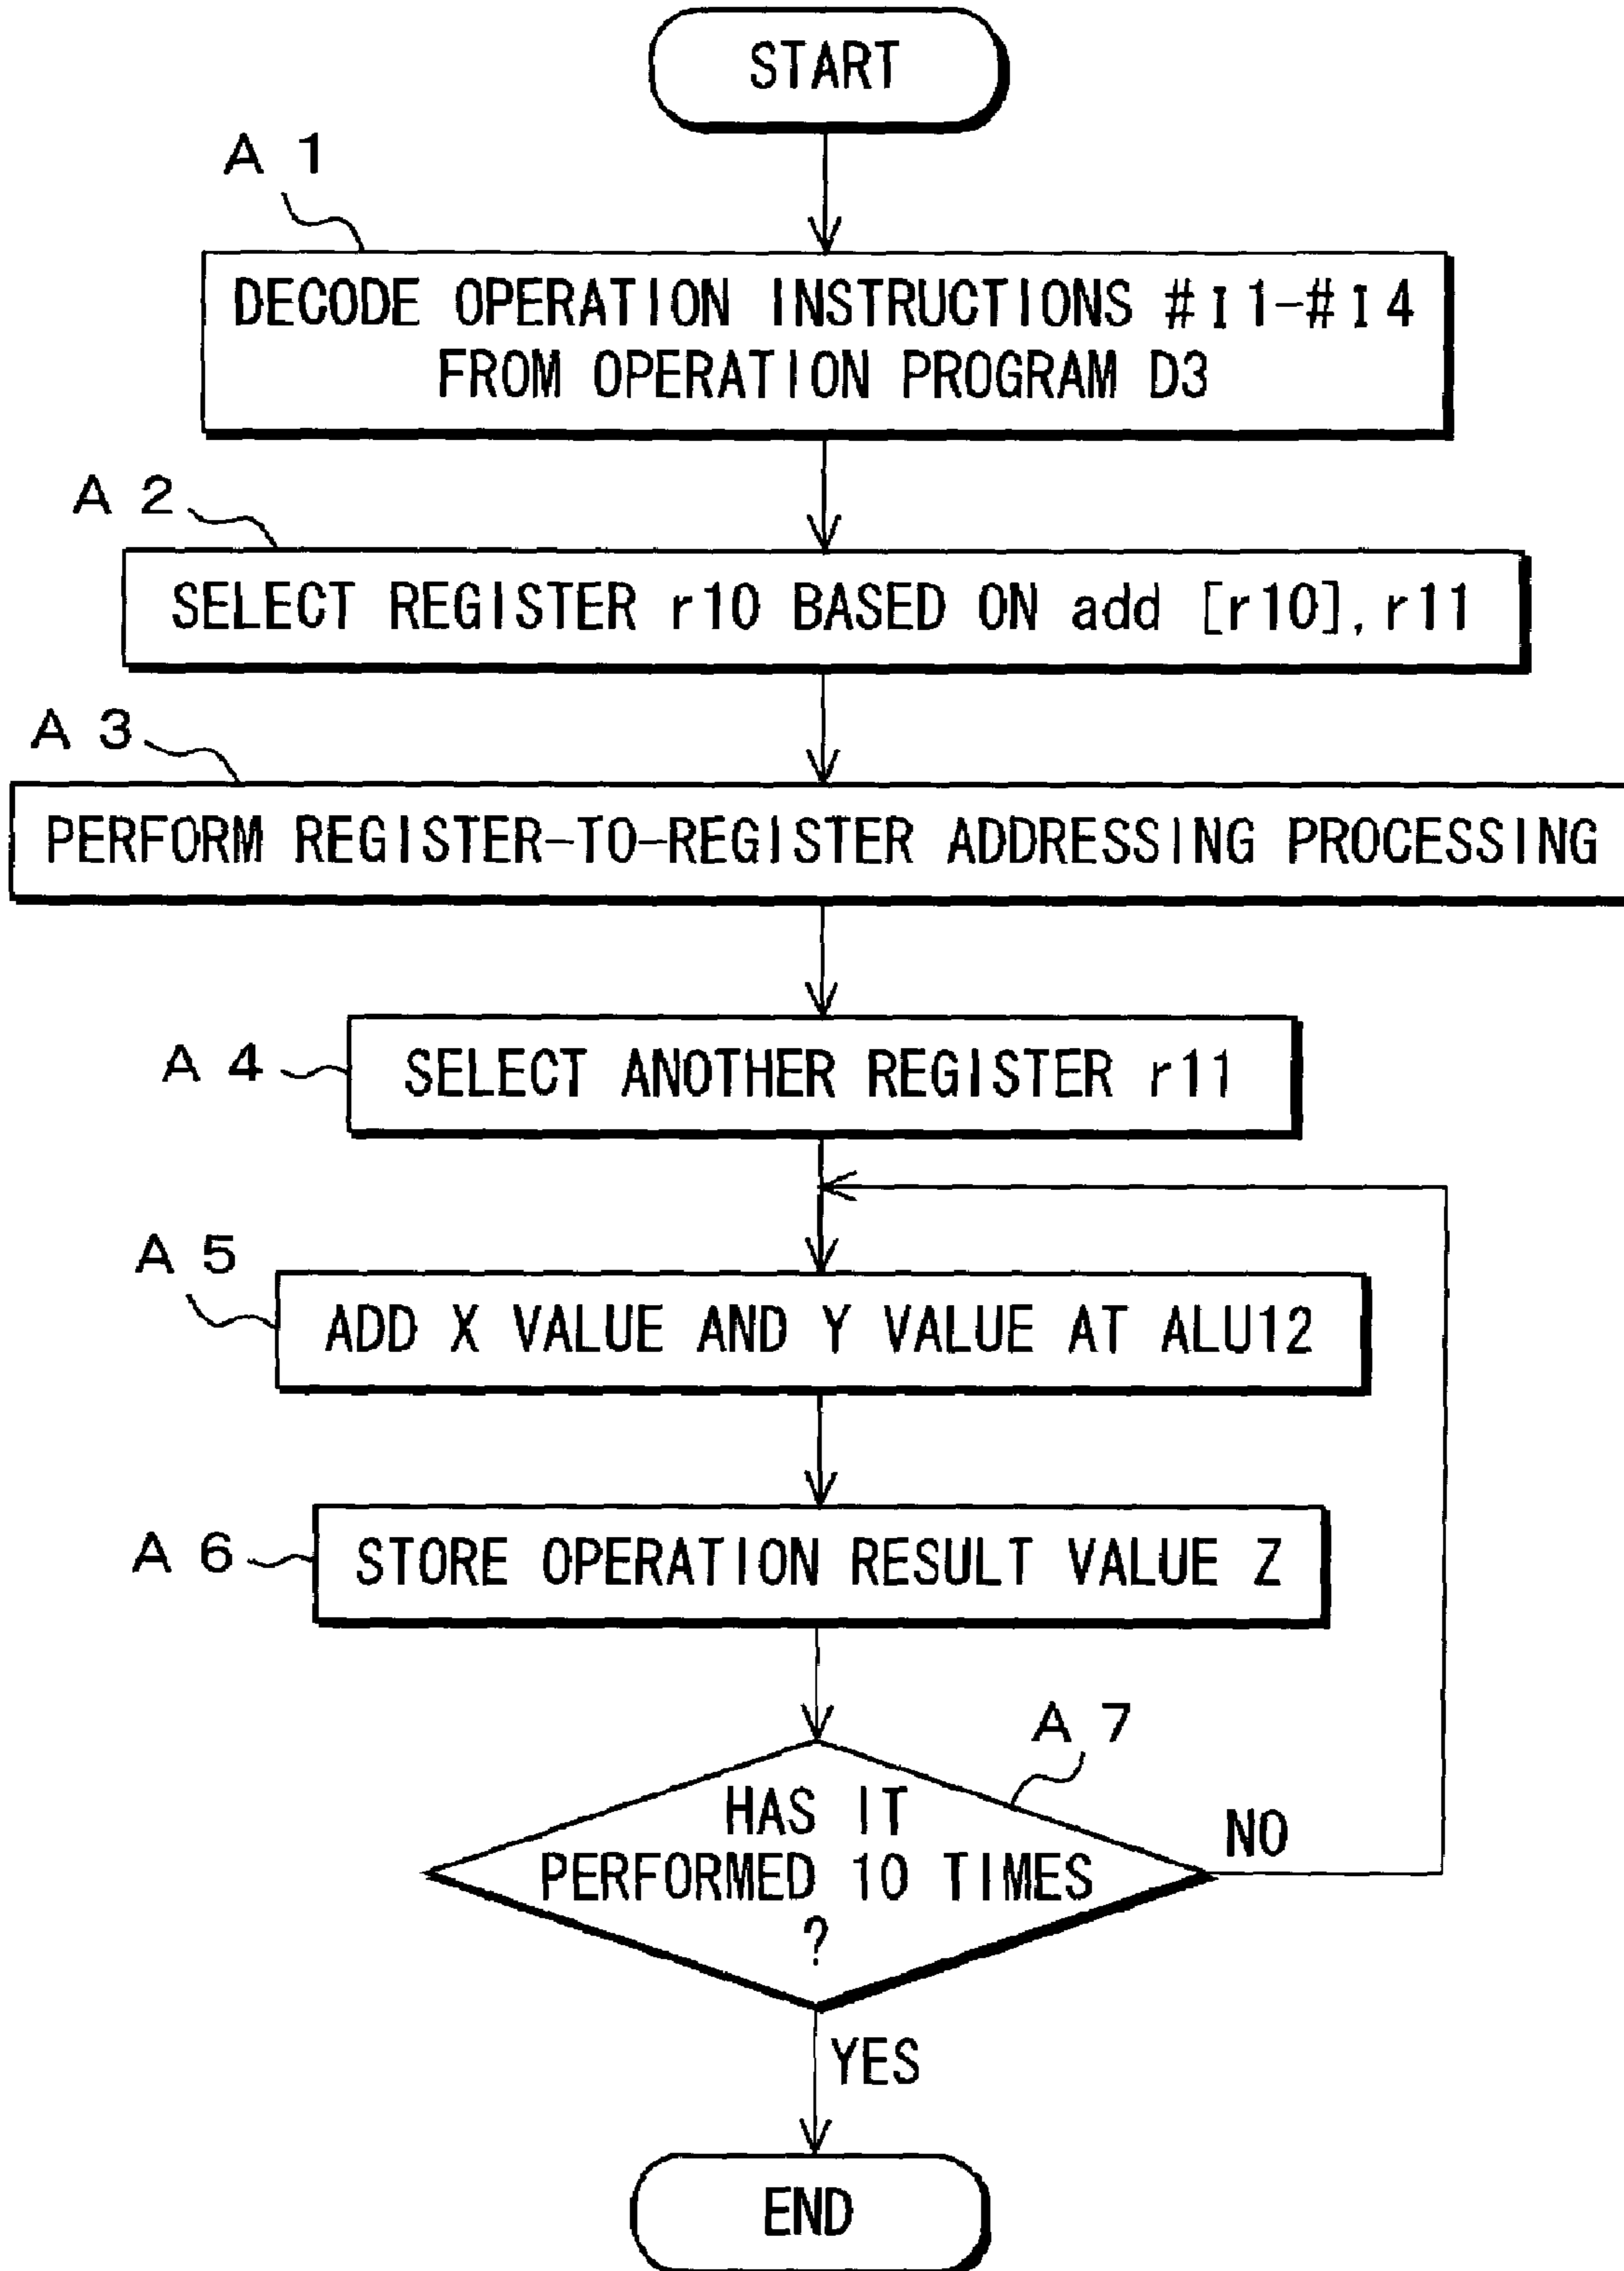 START
A 1
DECODE OPERATION INSTRUCTIONS #I1-#I4
FROM OPERATION PROGRAM D3
A 2
SELECT REGISTER r10 BASED ON add [r10], r11
A 3
PERFORM REGISTER-TO-REGISTER ADDRESSING PROCESSING
A 4
SELECT ANOTHER REGISTER r11
A 5
ADD X VALUE AND Y VALUE AT ALU12
A 6
STORE OPERATION RESULT VALUE Z
A 7
HAS IT
PERFORMED 10 TIMES
?
NO
YES
END